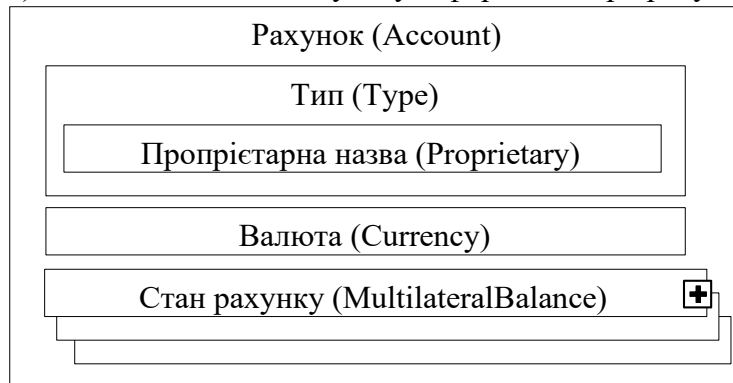 Рахунок (Account)
Тип (Type)
Пропрієтарна назва (Proprietary)
Валюта (Currency)
Стан рахунку (MultilateralBalance)